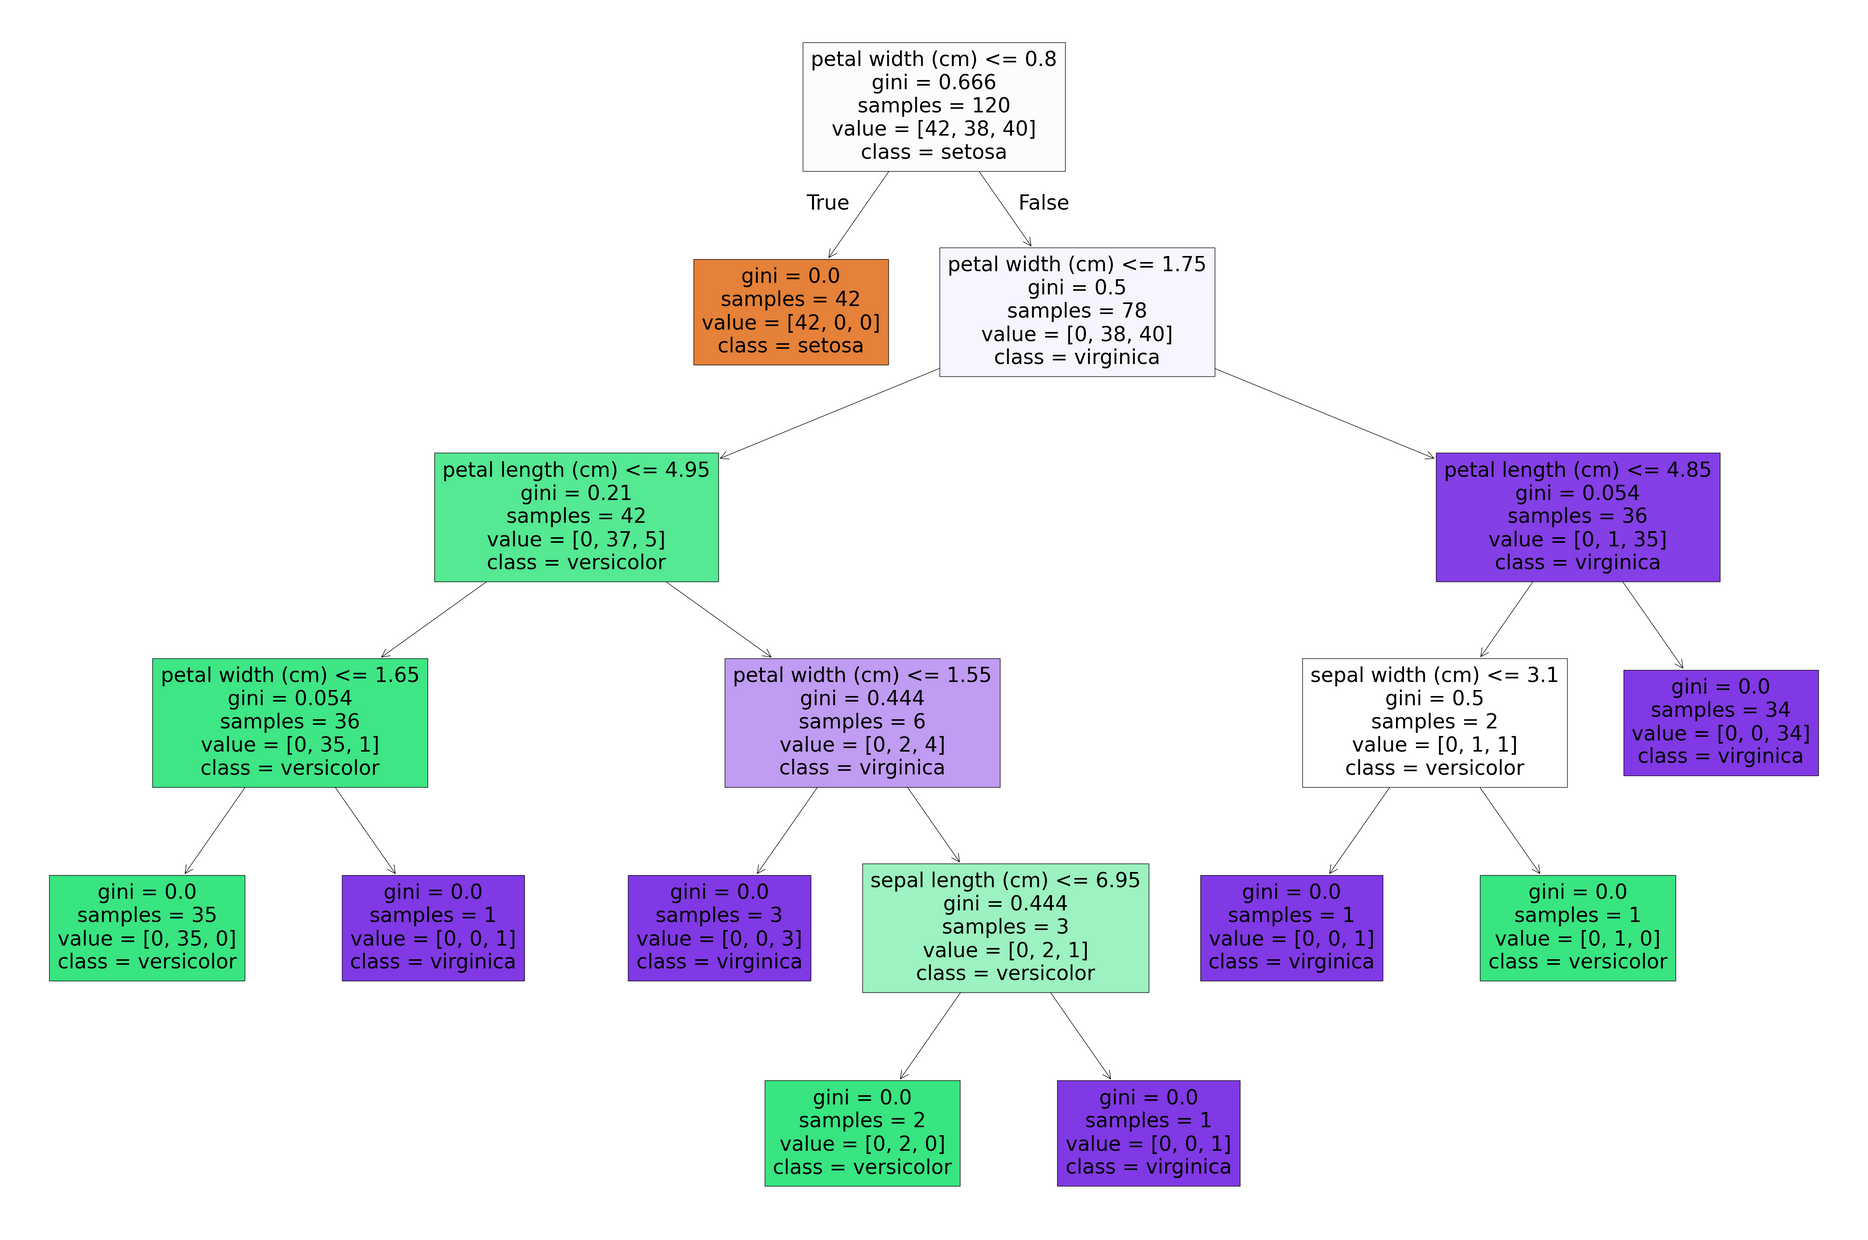 petal width (cm) <= 0.8
gini = 0.666
samples = 120
value = [42, 38, 40]
class = setosa
True
False
gini = 0.0
samples = 42
value = [42, 0, 0]
class = setosa
petal width (cm) <= 1.75
gini = 0.5
samples = 78
value = [0, 38, 40]
class = virginica
petal length (cm) <= 4.95
gini = 0.21
samples = 42
value = [0, 37, 5]
class = versicolor
petal length (cm) <= 4.85
gini = 0.054
samples = 36
value = [0, 1, 35]
class = virginica
petal width (cm) <= 1.65
gini = 0.054
samples = 36
value = [0, 35, 1]
class = versicolor
petal width (cm) <= 1.55
gini = 0.444
samples = 6
value = [0, 2, 4]
class = virginica
sepal width (cm) <= 3.1
gini = 0.5
samples = 2
value = [0, 1, 1]
class = versicolor
gini = 0.0
samples = 34
value = [0, 0, 34]
class = virginica
gini = 0.0
samples = 35
value = [0, 35, 0]
class = versicolor
gini = 0.0
samples = 1
value = [0, 0, 1]
class = virginica
gini = 0.0
samples = 3
value = [0, 0, 3]
class = virginica
sepal length (cm) <= 6.95
gini = 0.444
samples = 3
value = [0, 2, 1]
class = versicolor
gini = 0.0
samples = 1
value = [0, 0, 1]
class = virginica
gini = 0.0
samples = 1
value = [0, 1, 0]
class = versicolor
gini = 0.0
samples = 2
value = [0, 2, 0]
class = versicolor
gini = 0.0
samples = 1
value = [0, 0, 1]
class = virginica